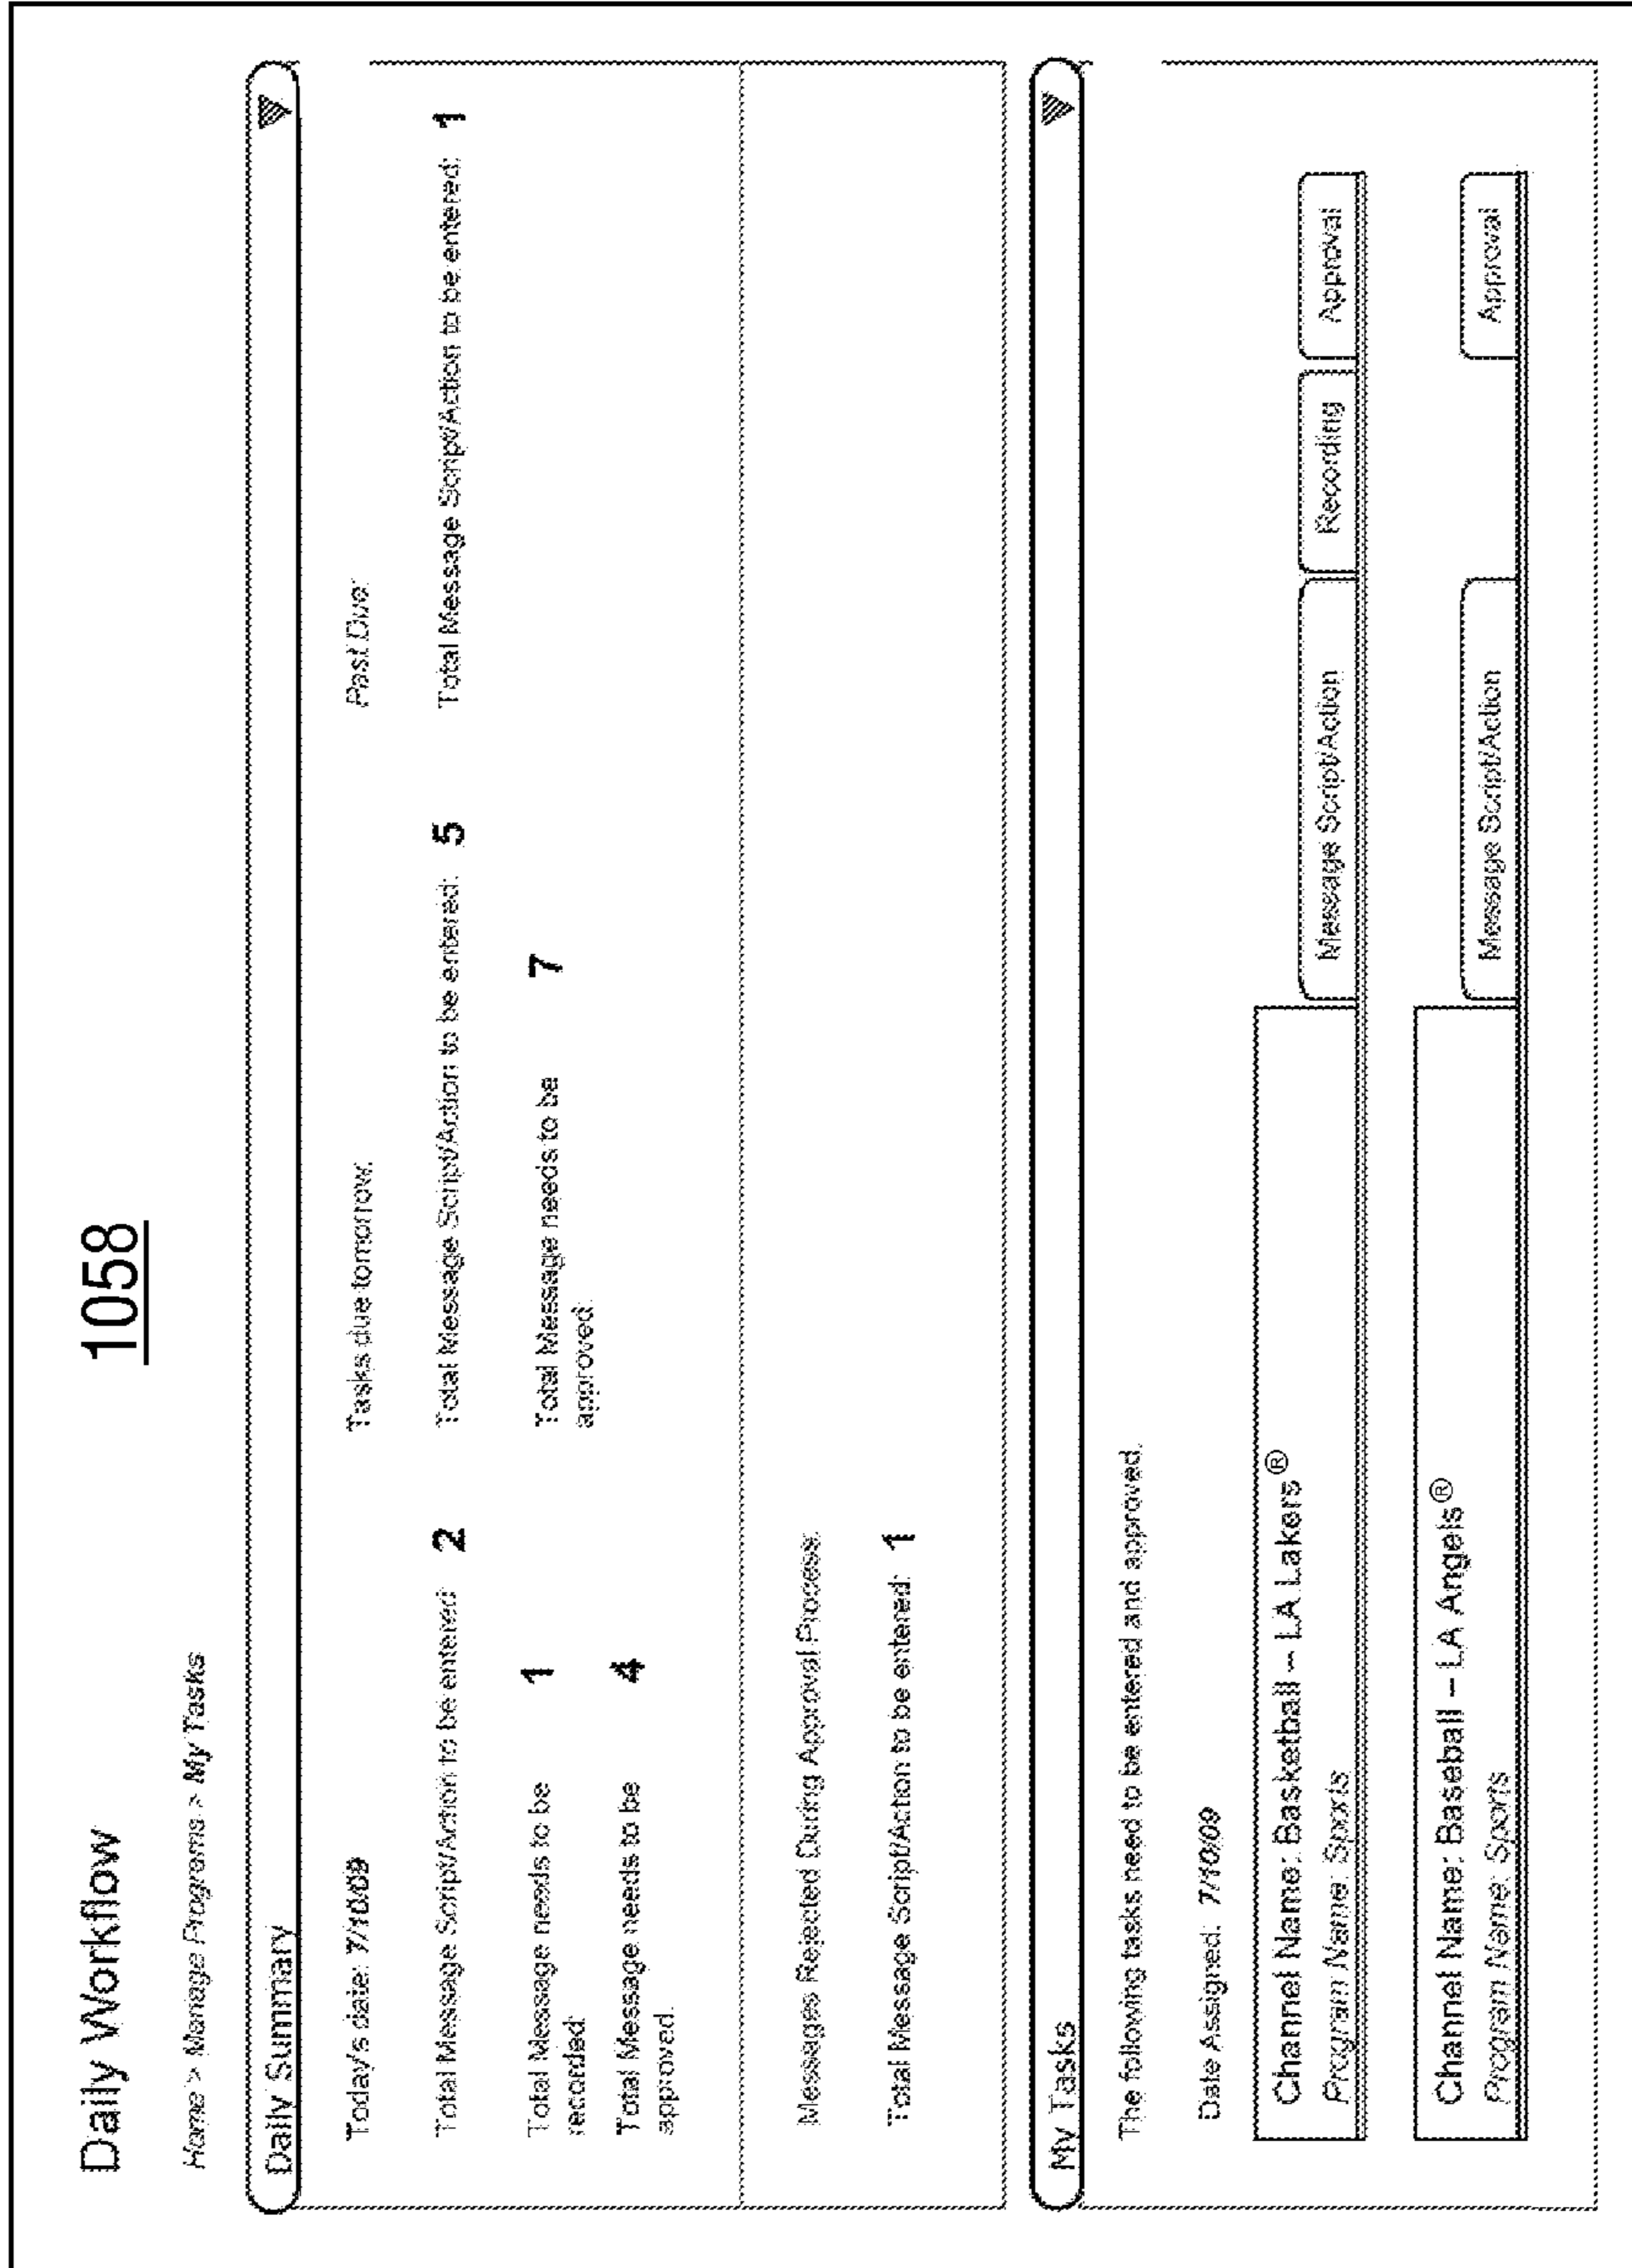 Daily Workflow
1058
Home > Manage Programs > My Tasks
Daily Summary
Today's date: 7/10/09
Tasks due tomorrow:
Past Due:
Total Message Script/Action to be entered: 2
Total Message Script/Action to be entered: 5
Total Message Script/Action to be entered: 1
Total Message needs to be
recorded: 1
Total Message needs to be
approved: 7
Total Message needs to be
approved: 4
Messages Rejected During Approval Process:
Total Message Script/Action to be entered: 1
My Tasks
The following tasks need to be entered and approved.
Date Assigned: 7/10/09
Channel Name: Basketball – LA Lakers®
Program Name: Sports
Message Script/Action
Recording
Approval
Channel Name: Baseball – LA Angels®
Program Name: Sports
Message Script/Action
Approval